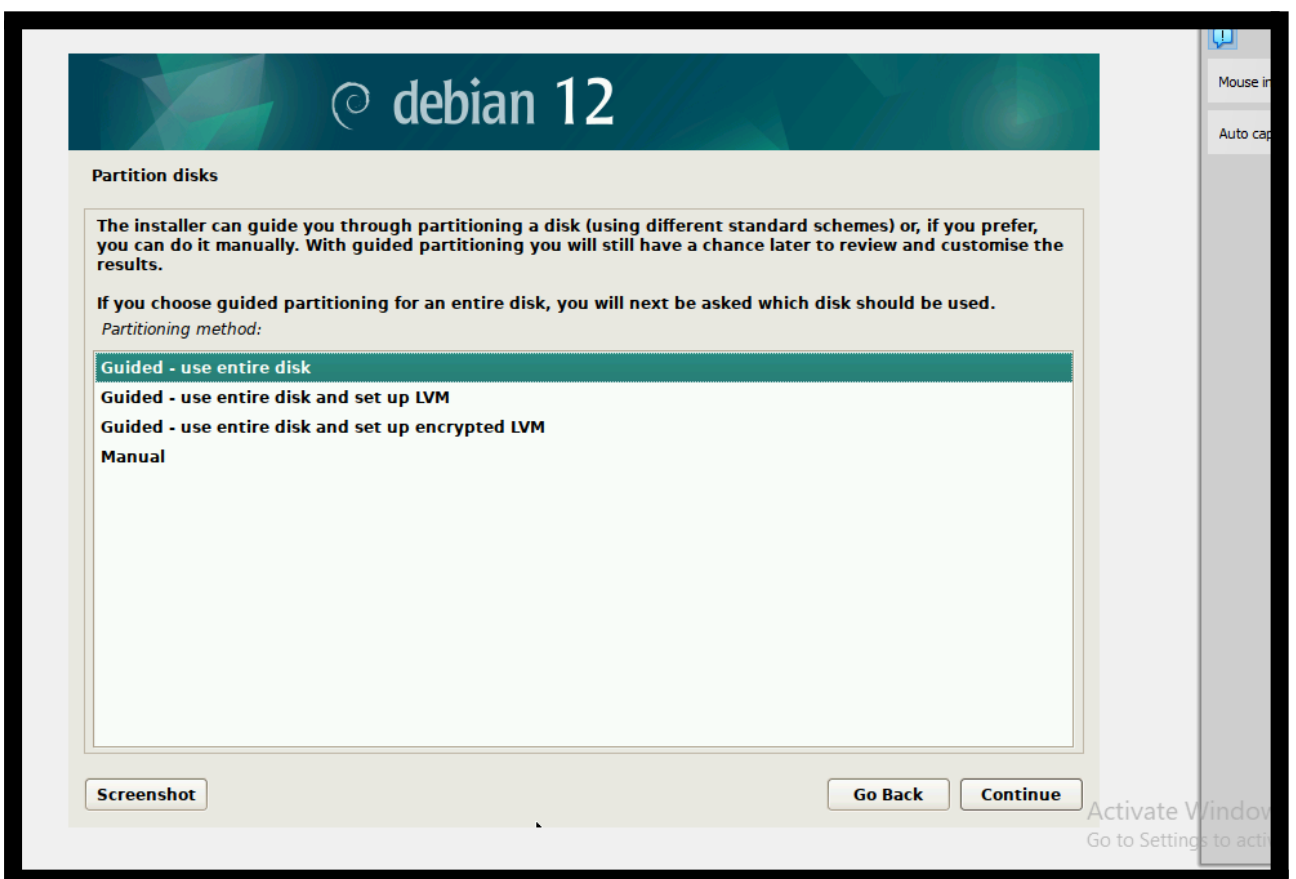 debian 12
Mouse in
Auto cap
Partition disks
The installer can guide you through partitioning a disk (using different standard schemes) or, if you prefer,
you can do it manually. With guided partitioning you will still have a chance later to review and customise the
results.
If you choose guided partitioning for an entire disk, you will next be asked which disk should be used.
Partitioning method:
Guided - use entire disk
Guided - use entire disk and set up LVM
Guided - use entire disk and set up encrypted LVM
Manual
Screenshot
Go Back
Continue
Activate Window
Go to Settings to acti